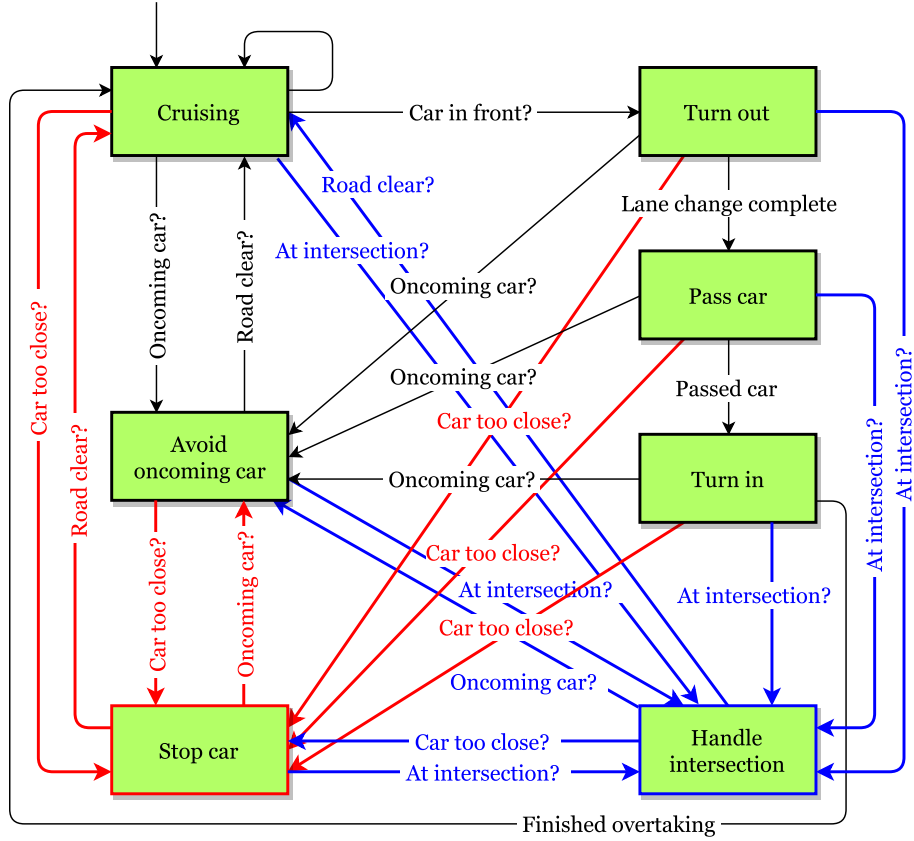 Cruising
Car in front?
Turn out
Road clear?
Lane change complete
At intersection?
Oncoming car?
Road clear?
Oncoming car?
Pass car
Car too close?
Oncoming car?
Passed car
At intersection?
Car too close?
Avoid
oncoming car
Road clear?
Oncoming car?
Turn in
At intersection?
Car too close?
At intersection?
At intersection?
Car too close?
Oncoming car?
Car too close?
Oncoming car?
Stop car
Car too close?
Handle
intersection
At intersection?
Finished overtaking